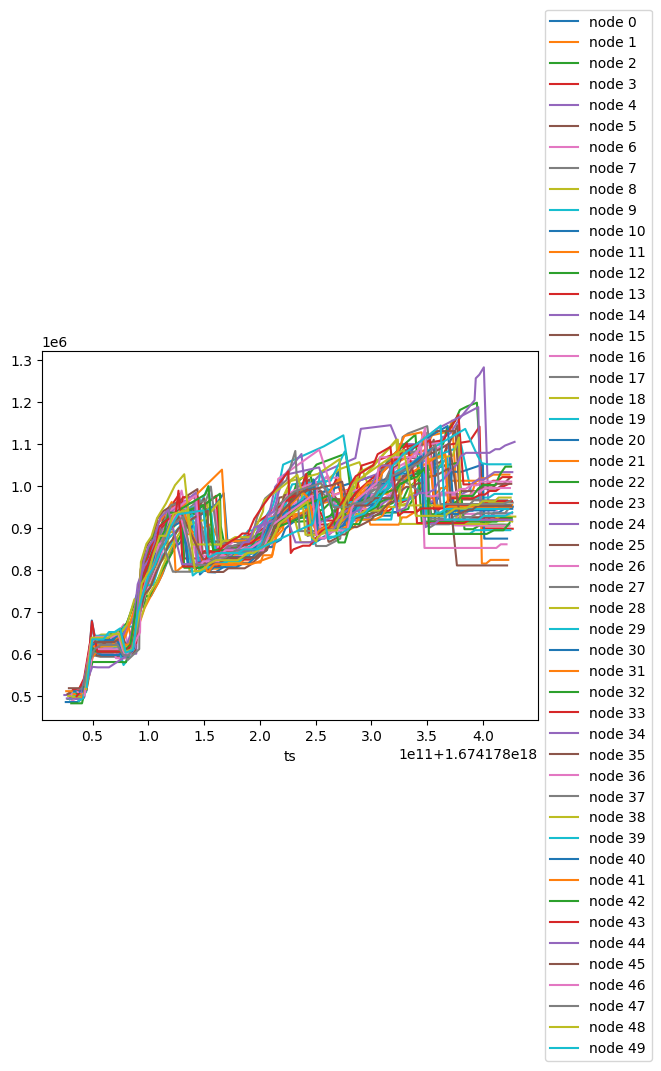 1e6
1.3
1.2
1.1
1.0
0.9
0.8
0.7
0.6
0.5
0.5 1.0 1.5 2.0 2.5 3.0 3.5 4.0
ts
1e11+1.674178e18
node 0
node 1
node 2
node 3
node 4
node 5
node 6
node 7
node 8
node 9
node 10
node 11
node 12
node 13
node 14
node 15
node 16
node 17
node 18
node 19
node 20
node 21
node 22
node 23
node 24
node 25
node 26
node 27
node 28
node 29
node 30
node 31
node 32
node 33
node 34
node 35
node 36
node 37
node 38
node 39
node 40
node 41
node 42
node 43
node 44
node 45
node 46
node 47
node 48
node 49